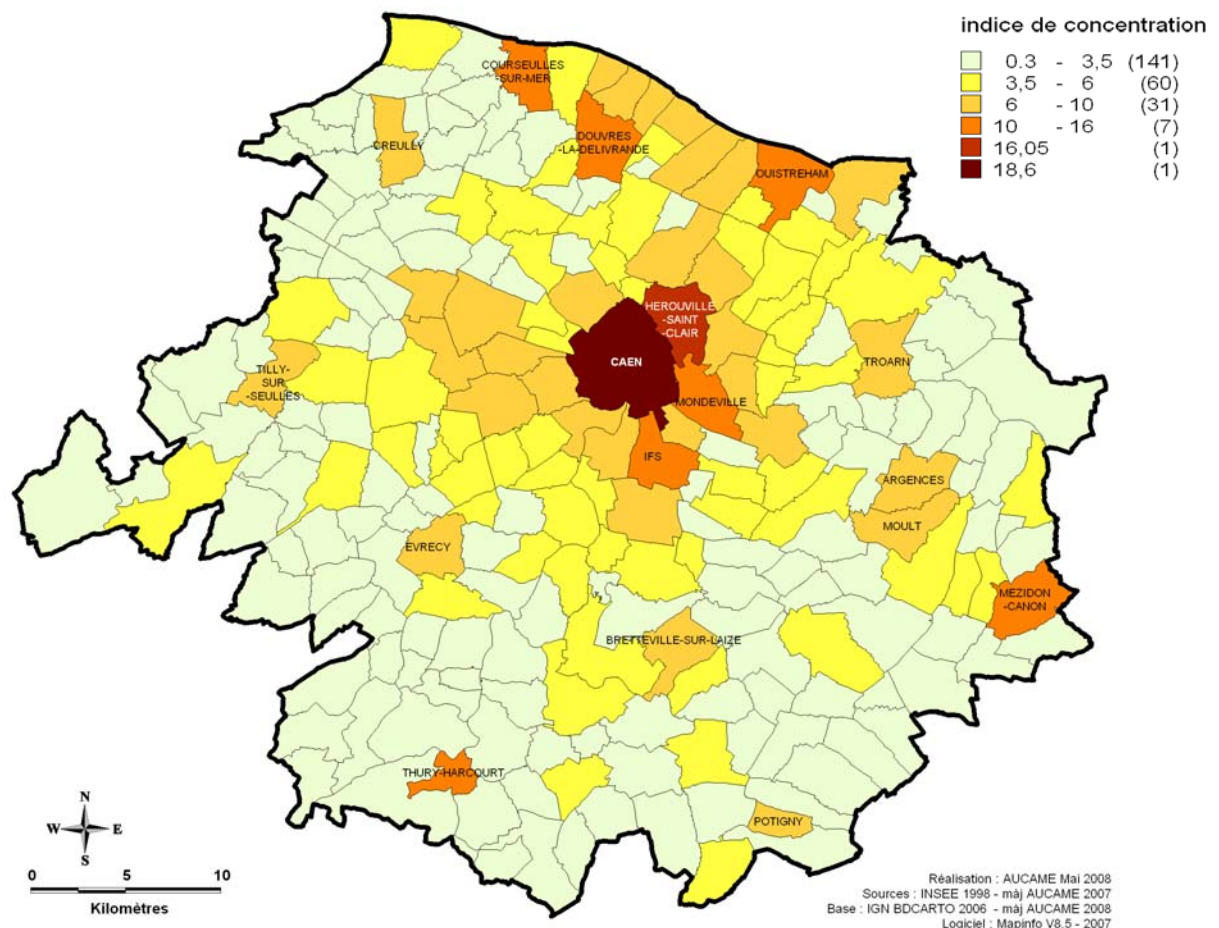 indice de concentration
0.3 - 3,5 (141)
3,5 - 6 (60)
6 - 10 (31)
10 - 16 (7)
16,05 (1)
18,6 (1)
COURSEULLES
-SUR-MER
CREULLY
DOUVRES
-LA-DELIVRANDE
OUISTREHAM
HEROUVILLE
-SAINT
-CLAIR
CAEN
TROARN
TILLY-
SUR
-SEULLES
MONDEVILLE
IFS
ARGENCES
MOULT
EVRECY
MEZIDON
-CANON
BRETTEVILLE-SUR-LAIZE
THURY-HARCOURT
POTIGNY
N
W E
S
0 5 10
Kilomètres
Réalisation : AUCAME Mai 2008
Sources : INSEE 1998 - màj AUCAME 2007
Base : IGN BDCARTO 2006 - màj AUCAME 2008
Logiciel : Mapinfo V8.5 - 2007